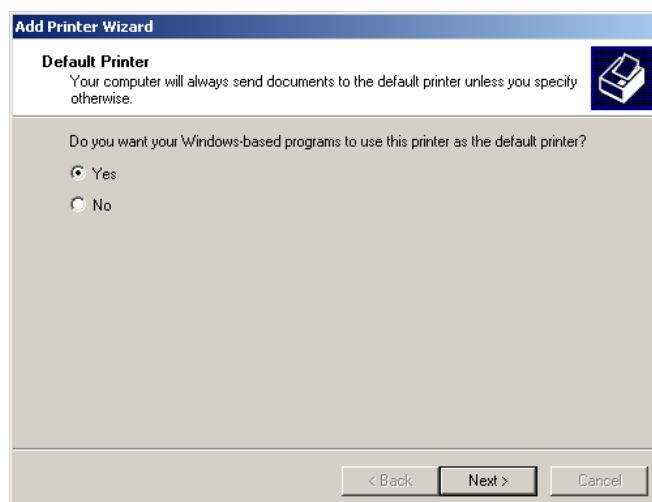 Add Printer Wizard
Default Printer
Your computer will always send documents to the default printer unless you specify
otherwise.
Do you want your Windows-based programs to use this printer as the default printer?
Yes
No
< Back
Next >
Cancel